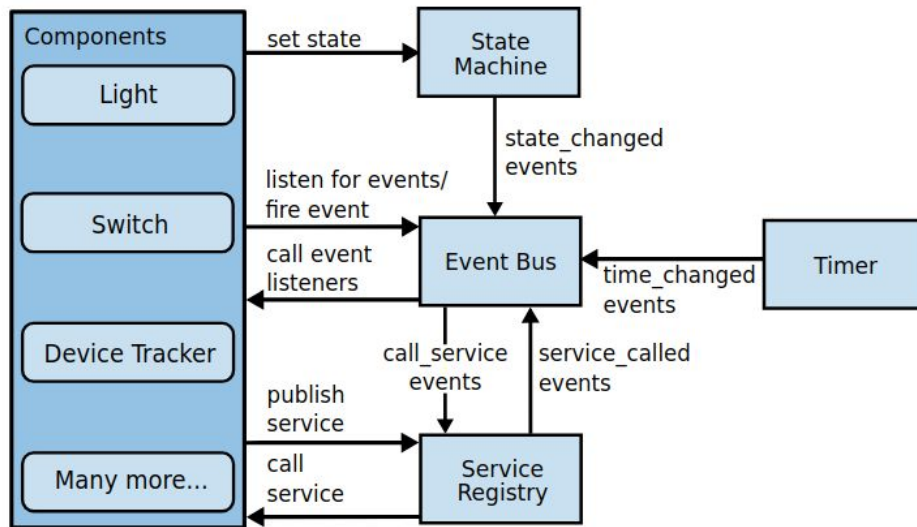 Components
Light
Switch
Device Tracker
Many more...
set state
State
Machine
state_changed
events
listen for events/
fire event
call event
listeners
Event Bus
time_changed
events
Timer
call_service
events
service_called
events
publish
service
call
service
Service
Registry